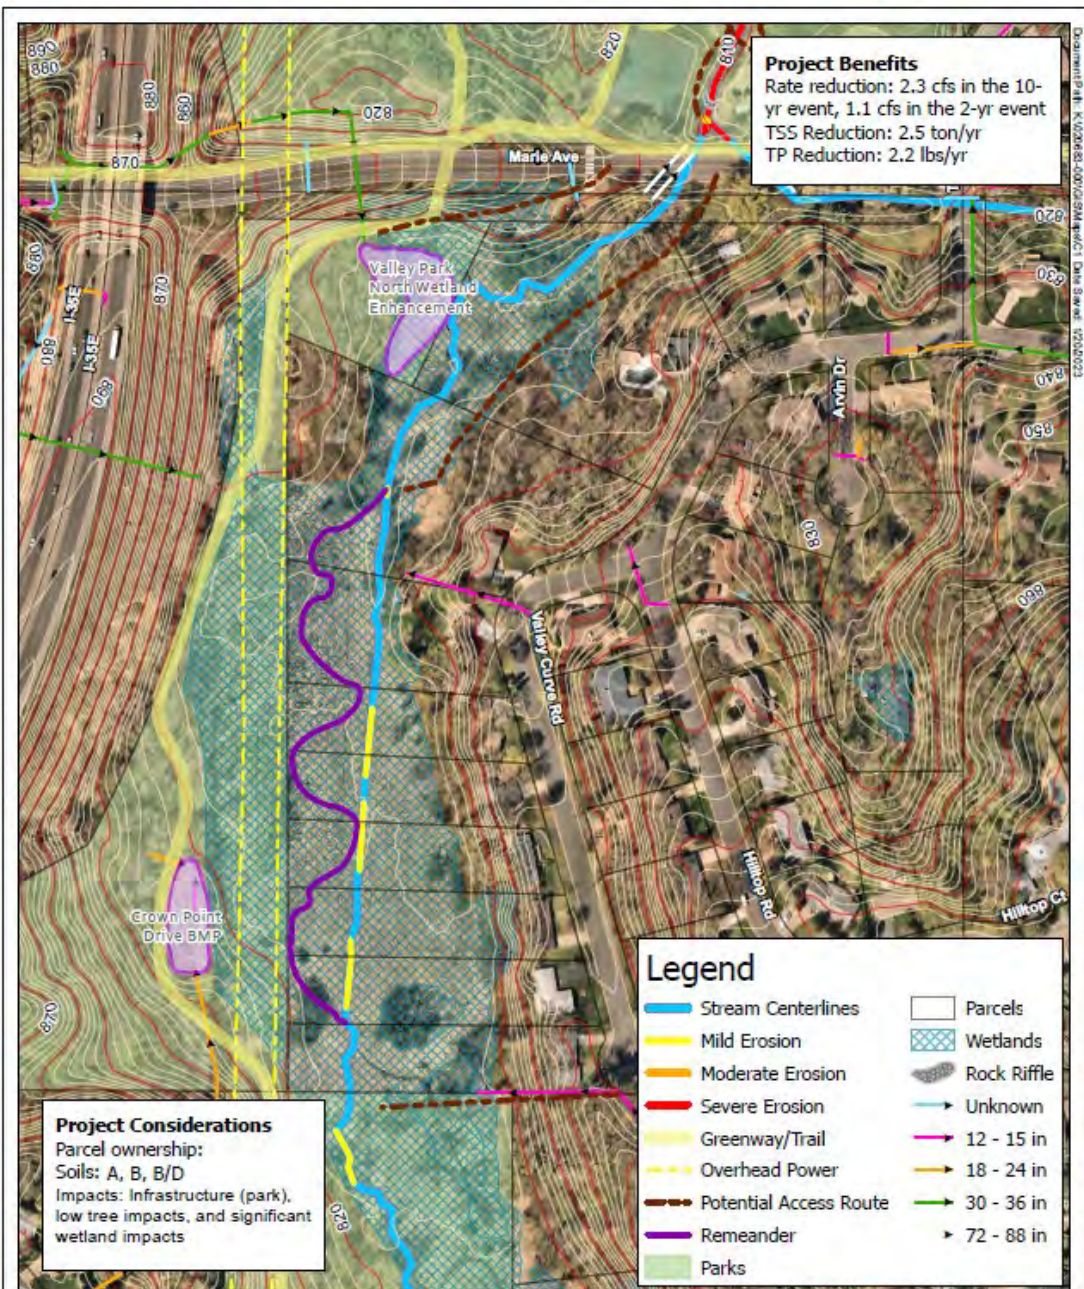 Project Benefits
Rate reduction: 2.3 cfs in the 10-
yr event, 1.1 cfs in the 2-yr event
TSS Reduction: 2.5 ton/yr
TP Reduction: 2.2 lbs/yr
860
880
880
860
870
820
820
810
Marie Ave
820
830
840
850
880
870
880
890
I-35E
I-35E
Valley Park
North Wetland
Enhancement
Arvin Dr
830
860
Valley Curve Rd
Hilltop Rd
Hilltop Ct
Crown Point
Drive BMP
870
820
Project Considerations
Parcel ownership:
Soils: A, B, B/D
Impacts: Infrastructure (park),
low tree impacts, and significant
wetland impacts
Legend
Stream Centerlines
Mild Erosion
Moderate Erosion
Severe Erosion
Greenway/Trail
Overhead Power
Potential Access Route
Remeander
Parks
Parcels
Wetlands
Rock Riffle
Unknown
12 - 15 in
18 - 24 in
30 - 36 in
72 - 88 in